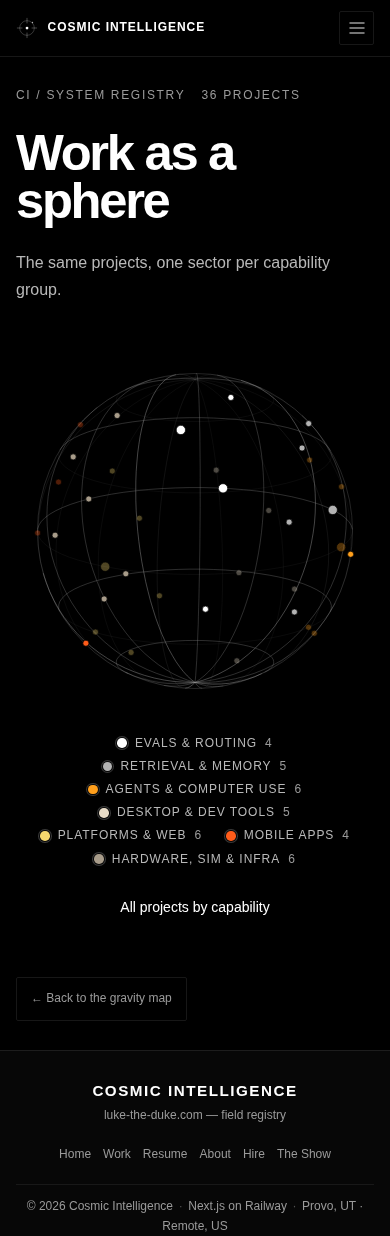 COSMIC INTELLIGENCE
CI / SYSTEM REGISTRY 36 PROJECTS
Work as a
sphere
The same projects, one sector per capability
group.
EVALS & ROUTING 4
RETRIEVAL & MEMORY 5
AGENTS & COMPUTER USE 6
DESKTOP & DEV TOOLS 5
PLATFORMS & WEB 6 MOBILE APPS 4
HARDWARE, SIM & INFRA 6
All projects by capability
← Back to the gravity map
COSMIC INTELLIGENCE
luke-the-duke.com — field registry
Home Work Resume About Hire The Show
© 2026 Cosmic Intelligence · Next.js on Railway · Provo, UT ·
Remote, US